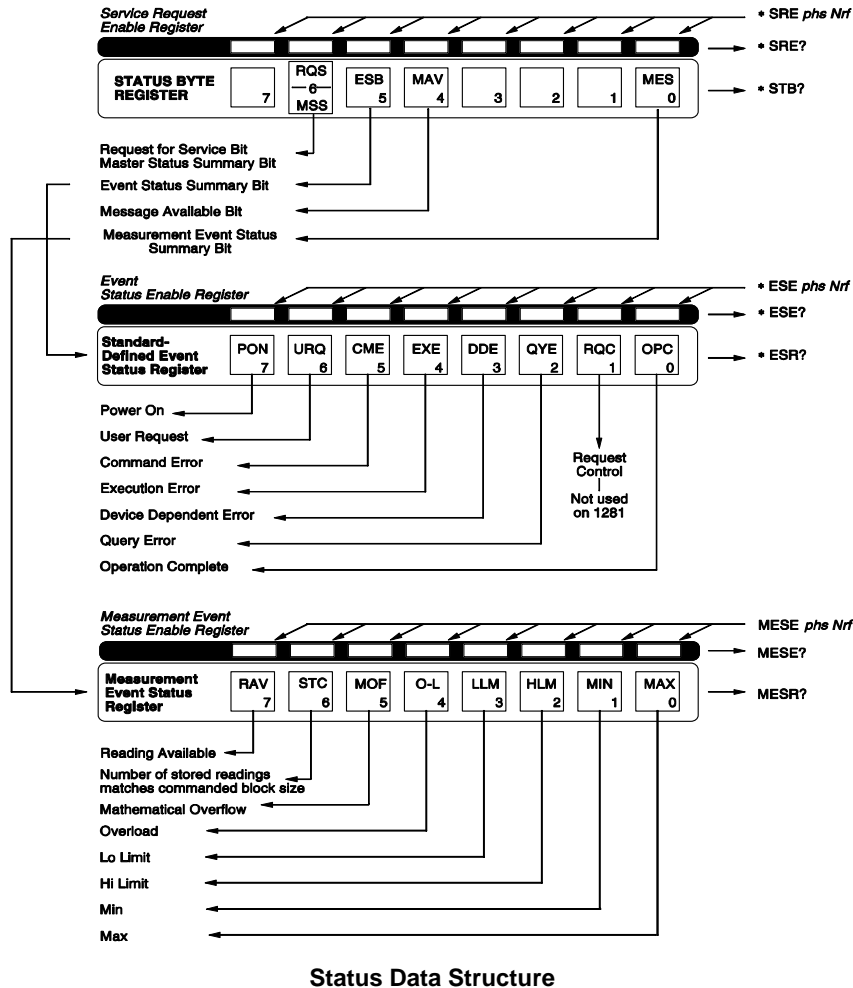 Service Request
Enable Register
* SRE phs Nrf
* SRE?
STATUS BYTE
REGISTER
7
RQS
6
MSS
ESB
5
MAV
4
3
2
1
MES
0
* STB?
Request for Service Bit
Master Status Summary Bit
Event Status Summary Bit
Message Available Bit
Measurement Event Status
Summary Bit
Event
Status Enable Register
* ESE phs Nrf
* ESE?
Standard-
Defined Event
Status Register
PON
7
URQ
6
CME
5
EXE
4
DDE
3
QYE
2
RQC
1
OPC
0
* ESR?
Power On
User Request
Command Error
Execution Error
Device Dependent Error
Query Error
Operation Complete
Request
Control
Not used
on 1281
Measurement Event
Status Enable Register
MESE phs Nrf
MESE?
Measurement
Event Status
Register
RAV
7
STC
6
MOF
5
O-L
4
LLM
3
HLM
2
MIN
1
MAX
0
MESR?
Reading Available
Number of stored readings
matches commanded block size
Mathematical Overflow
Overload
Lo Limit
Hi Limit
Min
Max
Status Data Structure